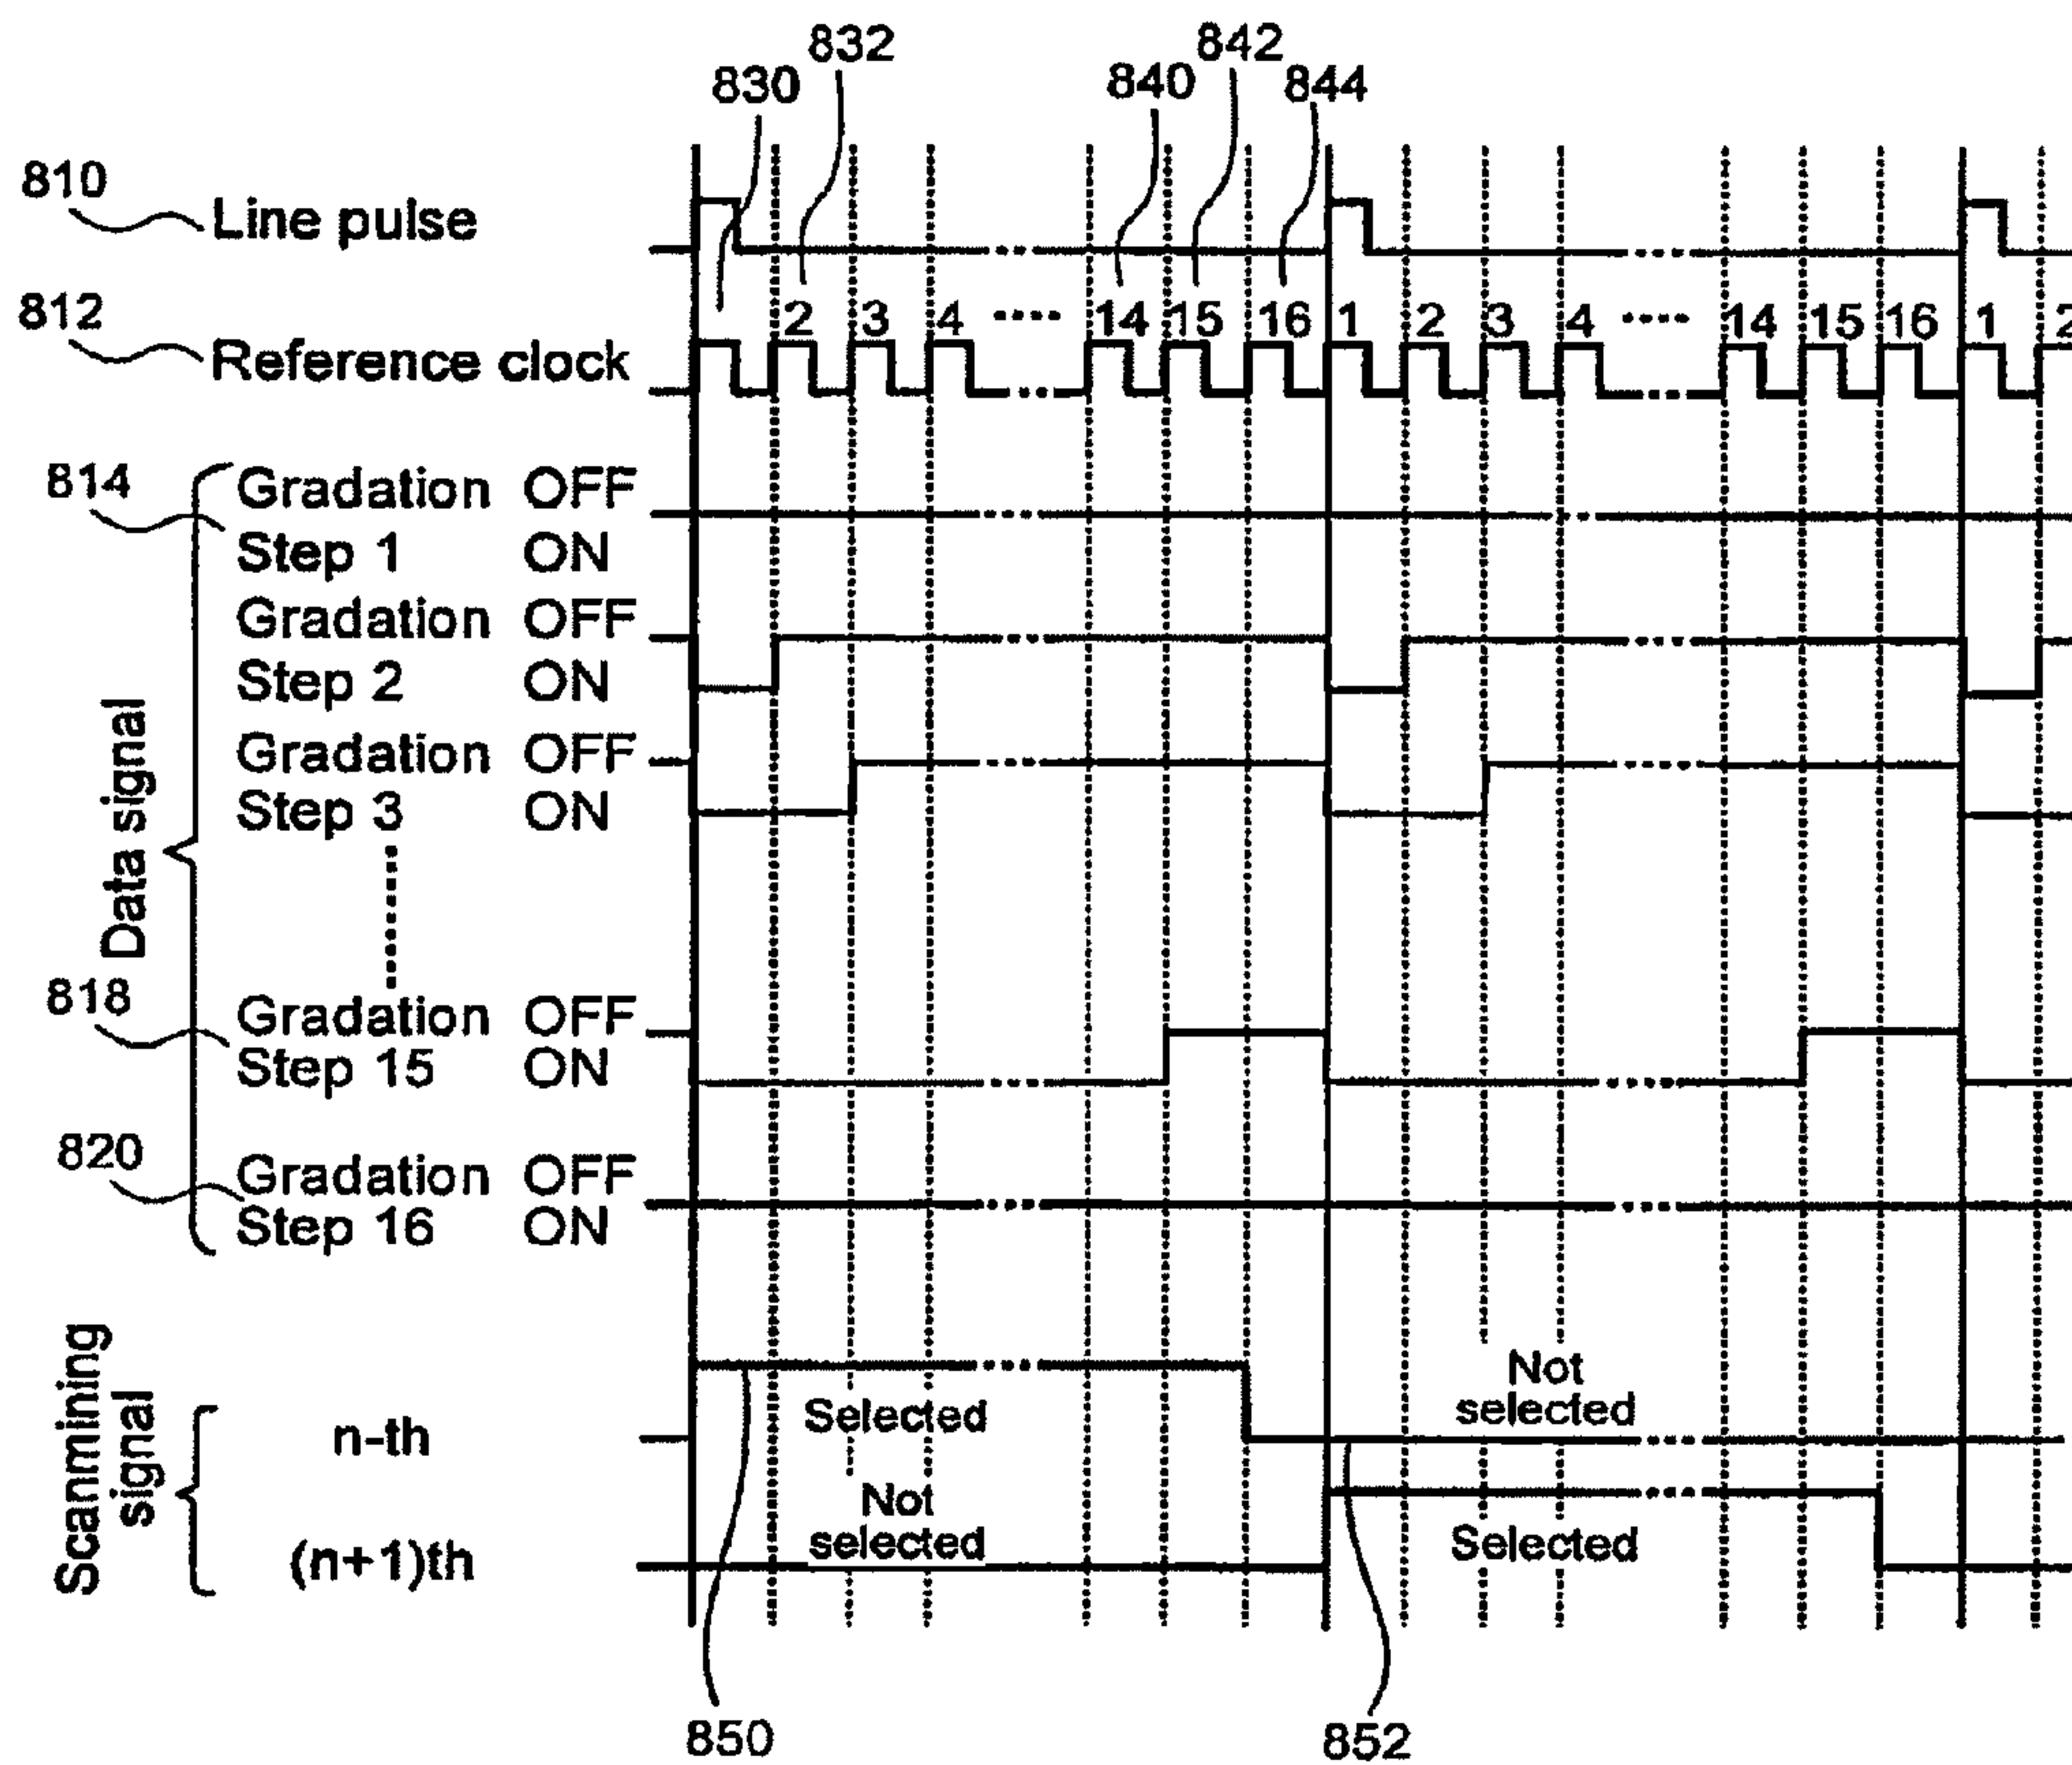 832
842
830
840
844
810
Line pulse
812
2 3 4 ···· 14 15 16 1 2 3 4 ···· 14 15 16 1 2
Reference clock
Data signal
814
Gradation OFF
Step 1 ON
Gradation OFF
Step 2 ON
Gradation OFF
Step 3 ON
818
Gradation OFF
Step 15 ON
820
Gradation OFF
Step 16 ON
Scanmining
signal
n-th
Selected
Not
selected
(n+1)th
Not
selected
Selected
850
852